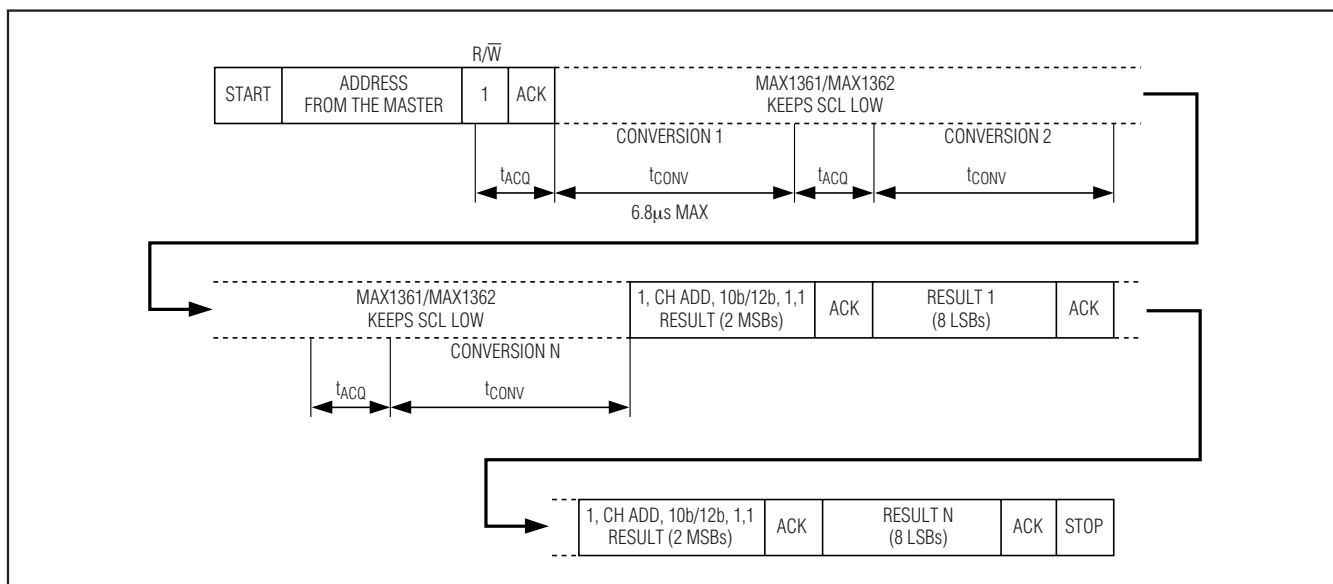 R/W̅
START
ADDRESS
FROM THE MASTER
1
ACK
MAX1361/MAX1362
KEEPS SCL LOW
CONVERSION 1
CONVERSION 2
tACQ
tCONV
tACQ
tCONV
6.8μs MAX
MAX1361/MAX1362
KEEPS SCL LOW
1, CH ADD, 10b/12b, 1,1
RESULT (2 MSBs)
ACK
RESULT 1
(8 LSBs)
ACK
CONVERSION N
tACQ
tCONV
1, CH ADD, 10b/12b, 1,1
RESULT (2 MSBs)
ACK
RESULT N
(8 LSBs)
ACK
STOP